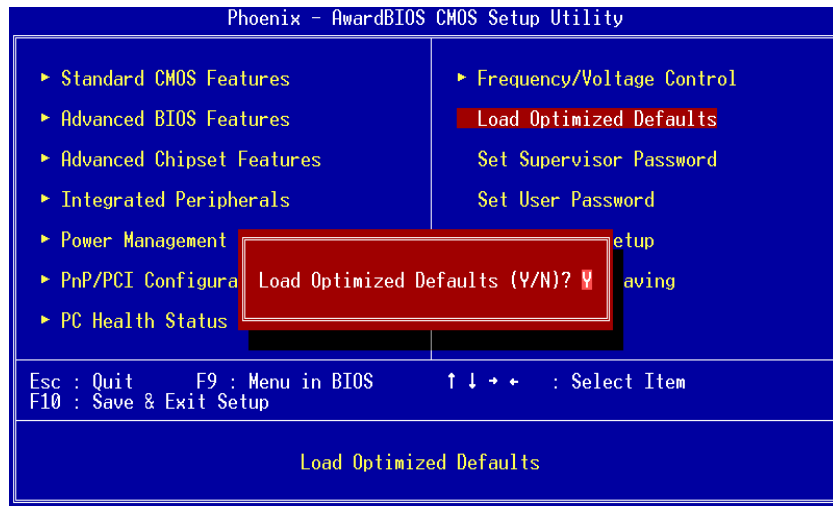 Phoenix - AwardBIOS CMOS Setup Utility
► Standard CMOS Features
► Advanced BIOS Features
► Advanced Chipset Features
► Integrated Peripherals
► Power Management
► PnP/PCI Configura
► PC Health Status
► Frequency/Voltage Control
Load Optimized Defaults
Set Supervisor Password
Set User Password
etup
aving
Load Optimized Defaults (Y/N)? Y
Esc : Quit F9 : Menu in BIOS ↑ ↓ → ← : Select Item
F10 : Save & Exit Setup
Load Optimized Defaults